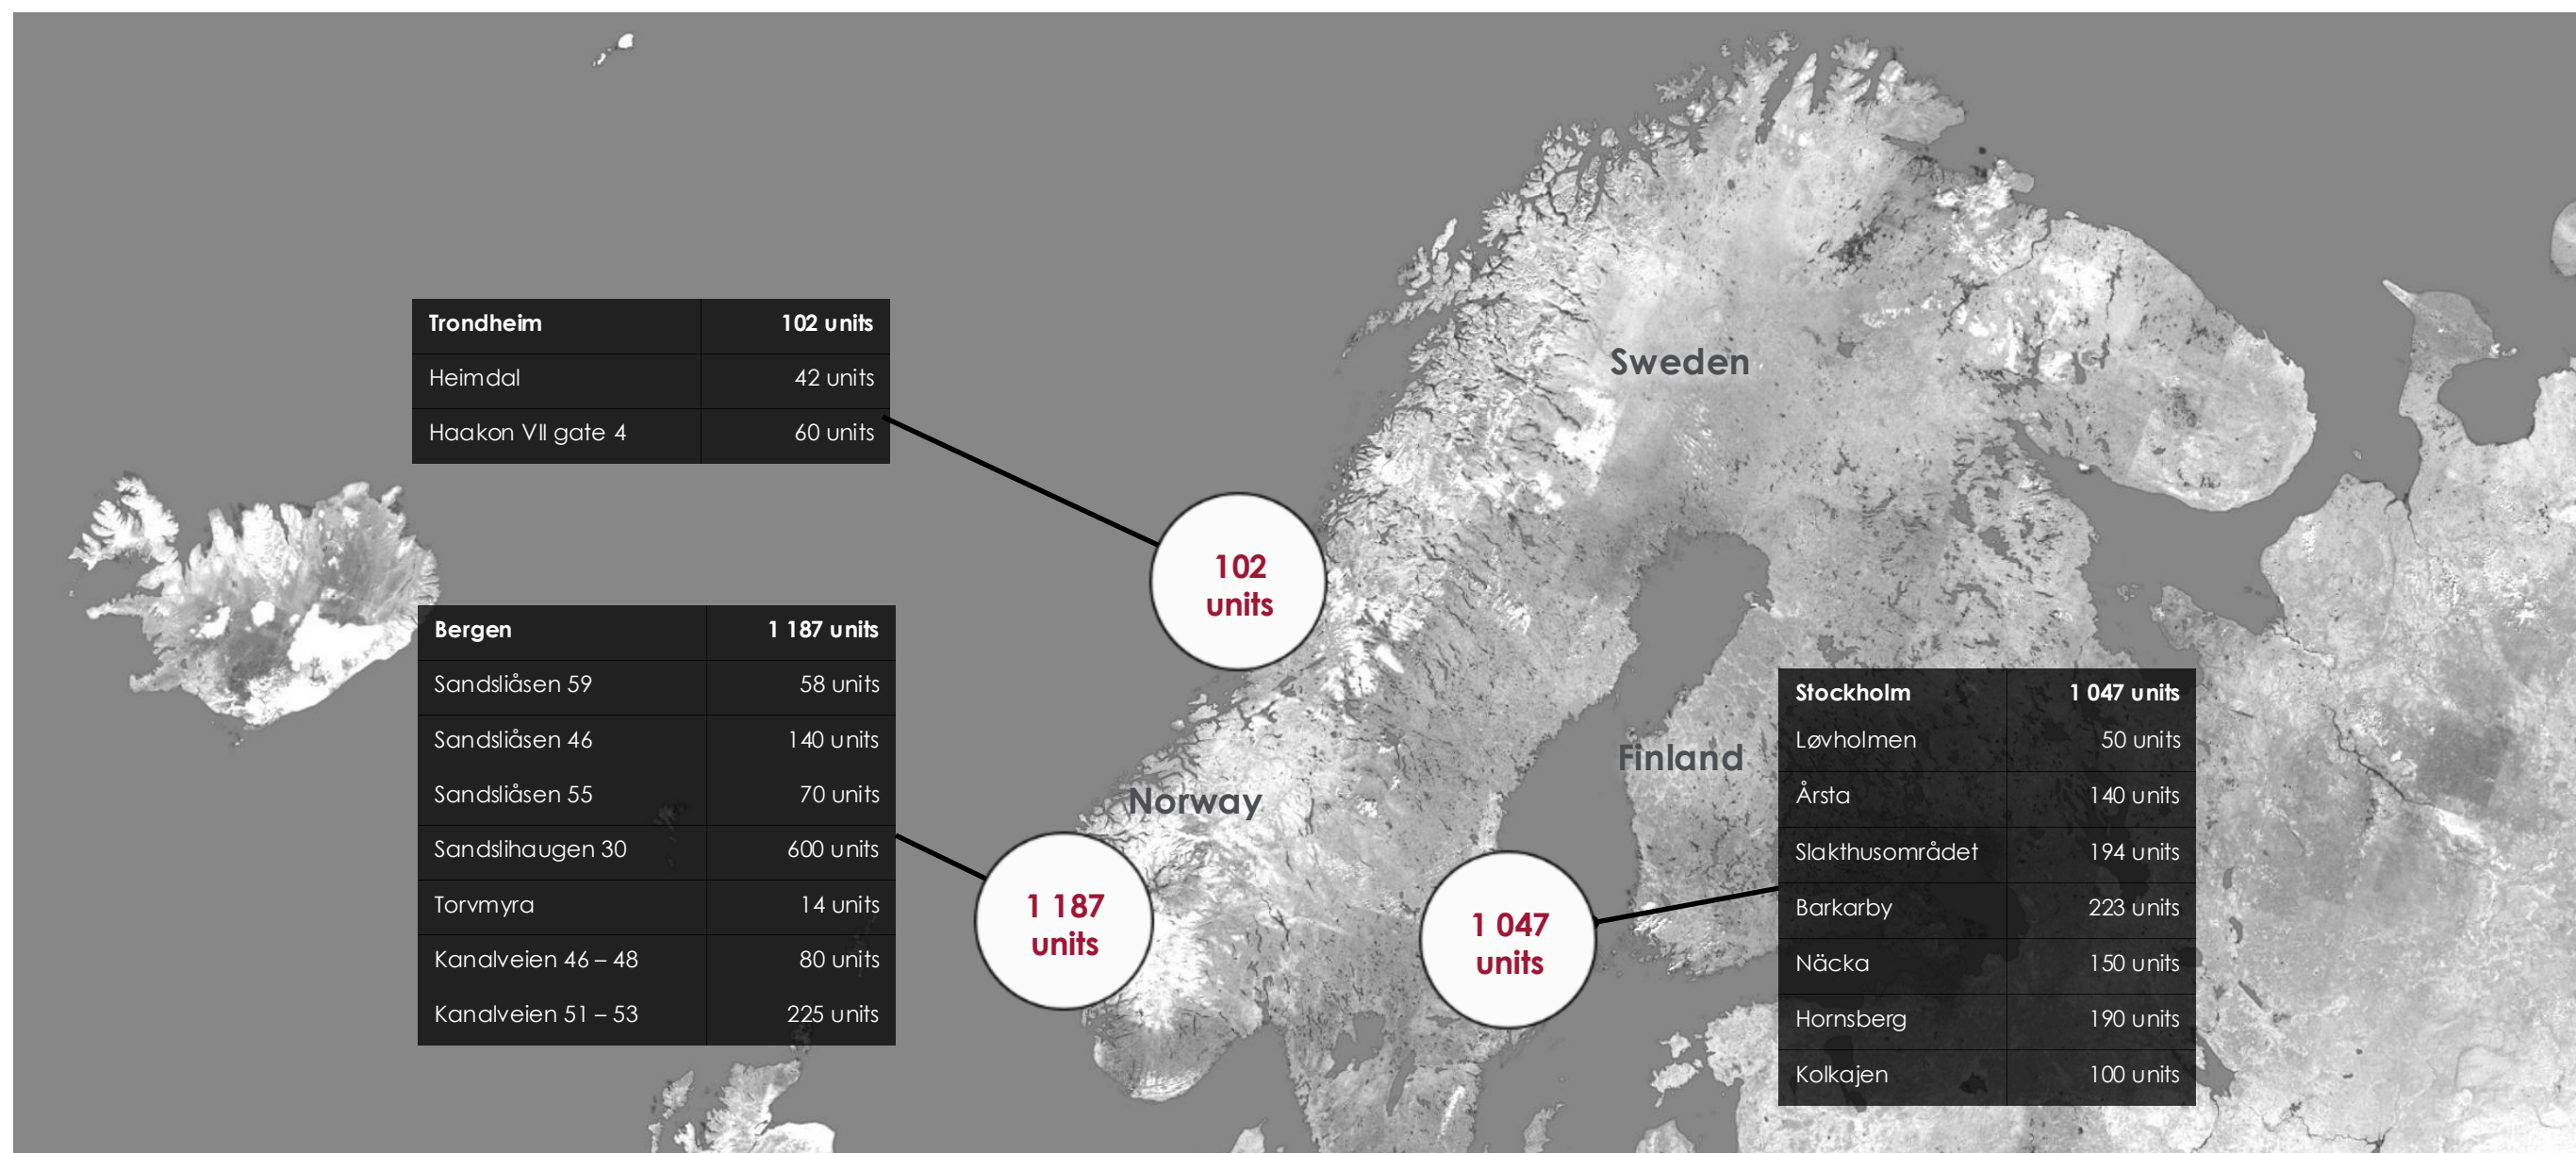 Trondheim 102 units
Heimdal 42 units
Haakon VII gate 4 60 units
Sweden
102
units
Bergen 1 187 units
Sandsliåsen 59 58 units
Sandsliåsen 46 140 units
Sandsliåsen 55 70 units
Sandslihaugen 30 600 units
Torvmyra 14 units
Kanalveien 46 – 48 80 units
Kanalveien 51 – 53 225 units
Norway
1 187
units
Finland
1 047
units
Stockholm 1 047 units
Løvholmen 50 units
Årsta 140 units
Slakthusområdet 194 units
Barkarby 223 units
Näcka 150 units
Hornsberg 190 units
Kolkajen 100 units